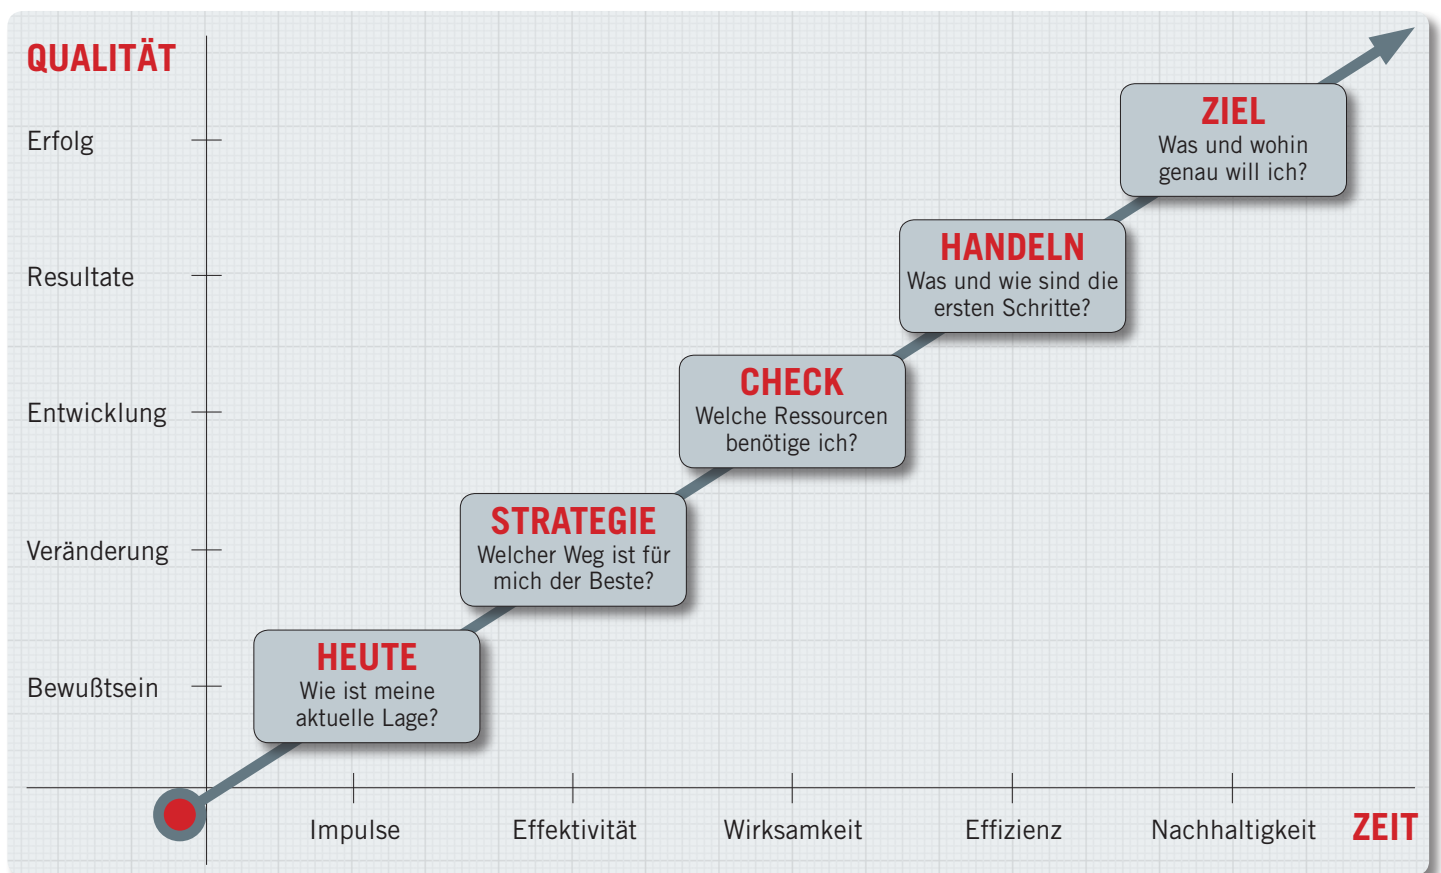 QUALITÄT
Erfolg
Resultate
Entwicklung
Veränderung
Bewußtsein
ZIEL
Was und wohin
genau will ich?
HANDELN
Was und wie sind die
ersten Schritte?
CHECK
Welche Ressourcen
benötige ich?
STRATEGIE
Welcher Weg ist für
mich der Beste?
HEUTE
Wie ist meine
aktuelle Lage?
Impulse
Effektivität
Wirksamkeit
Effizienz
Nachhaltigkeit
ZEIT